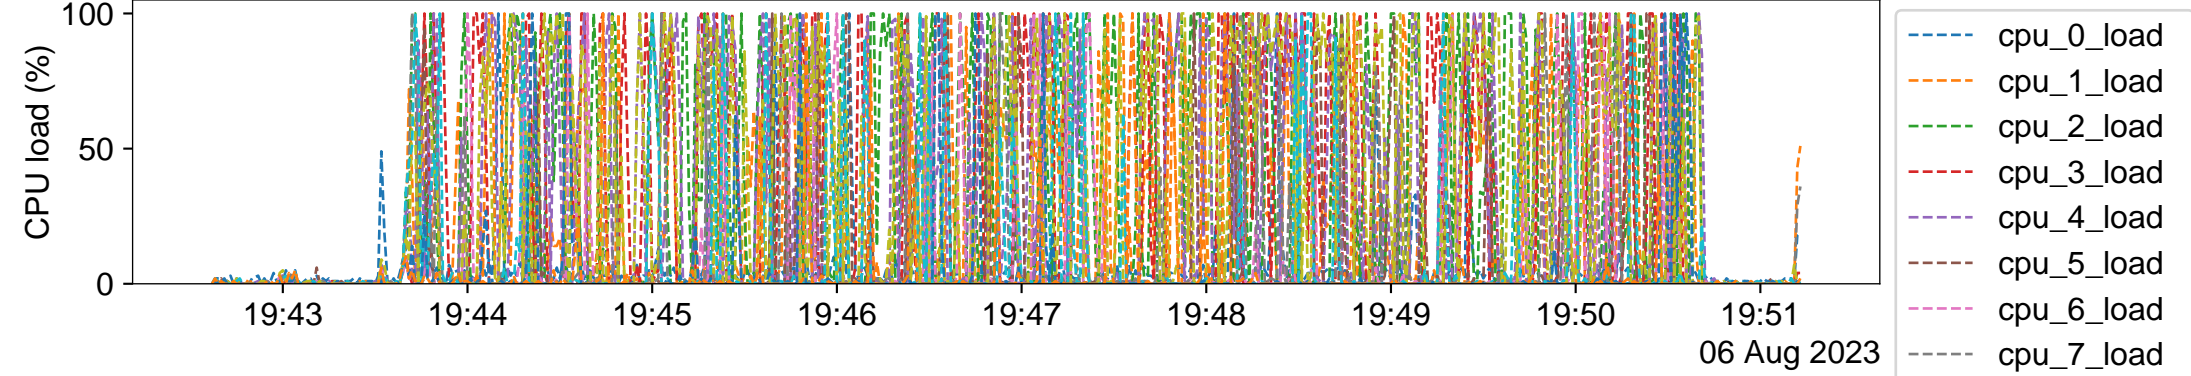 CPU load (%)
100
50
0
19:43 19:44 19:45 19:46 19:47 19:48 19:49 19:50 19:51
06 Aug 2023
cpu_0_load
cpu_1_load
cpu_2_load
cpu_3_load
cpu_4_load
cpu_5_load
cpu_6_load
cpu_7_load